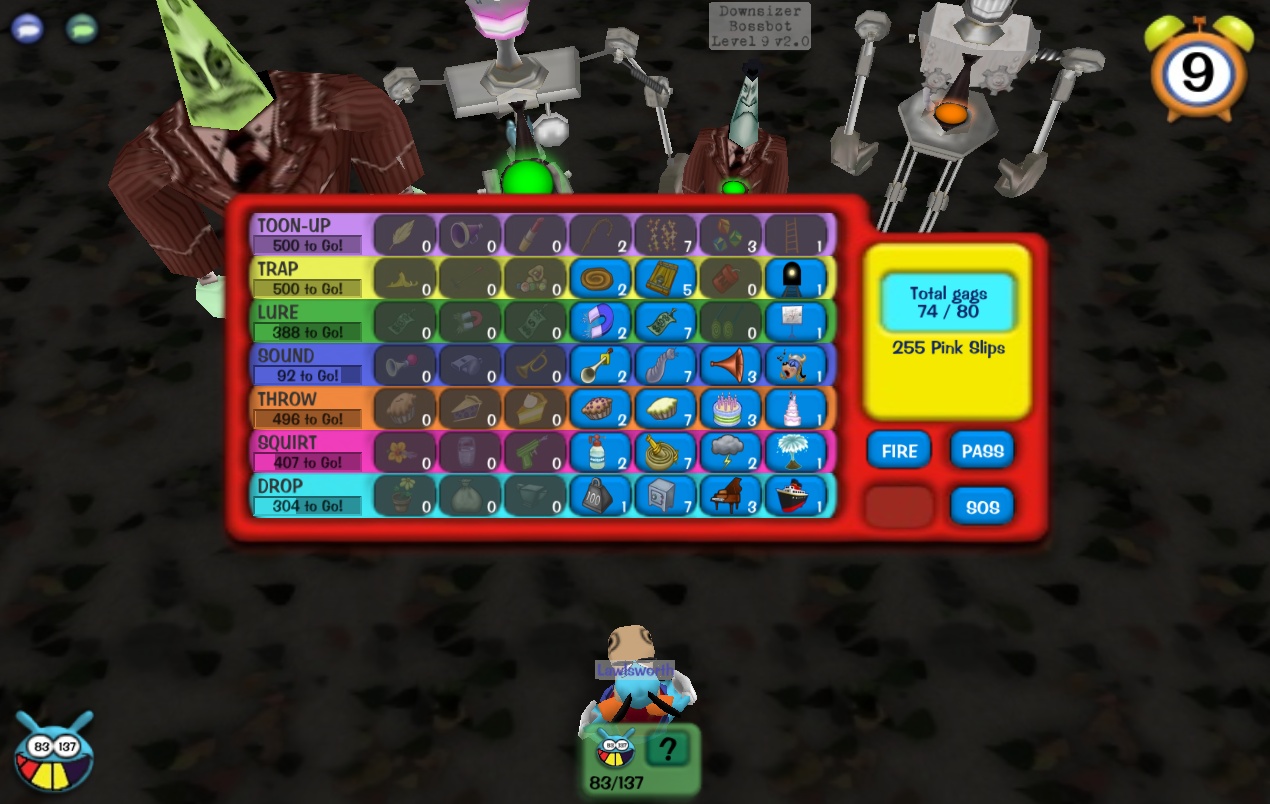 Downsizer
Bossbot
Level 9 v2.0
9
TOON-UP
500 to Go!
0 0 0 2 7 3 1
TRAP
500 to Go!
0 0 0 2 5 0 1
LURE
388 to Go!
0 0 0 2 7 0 1
SOUND
92 to Go!
0 0 0 2 7 3 1
THROW
496 to Go!
0 0 0 2 7 3 1
SQUIRT
407 to Go!
0 0 0 2 7 2 1
DROP
304 to Go!
0 0 0 100 1 7 3 1
Total gags
74 / 80
255 Pink Slips
FIRE PASS
SOS
Lawlsworth
83 137
?
83/137
83 137